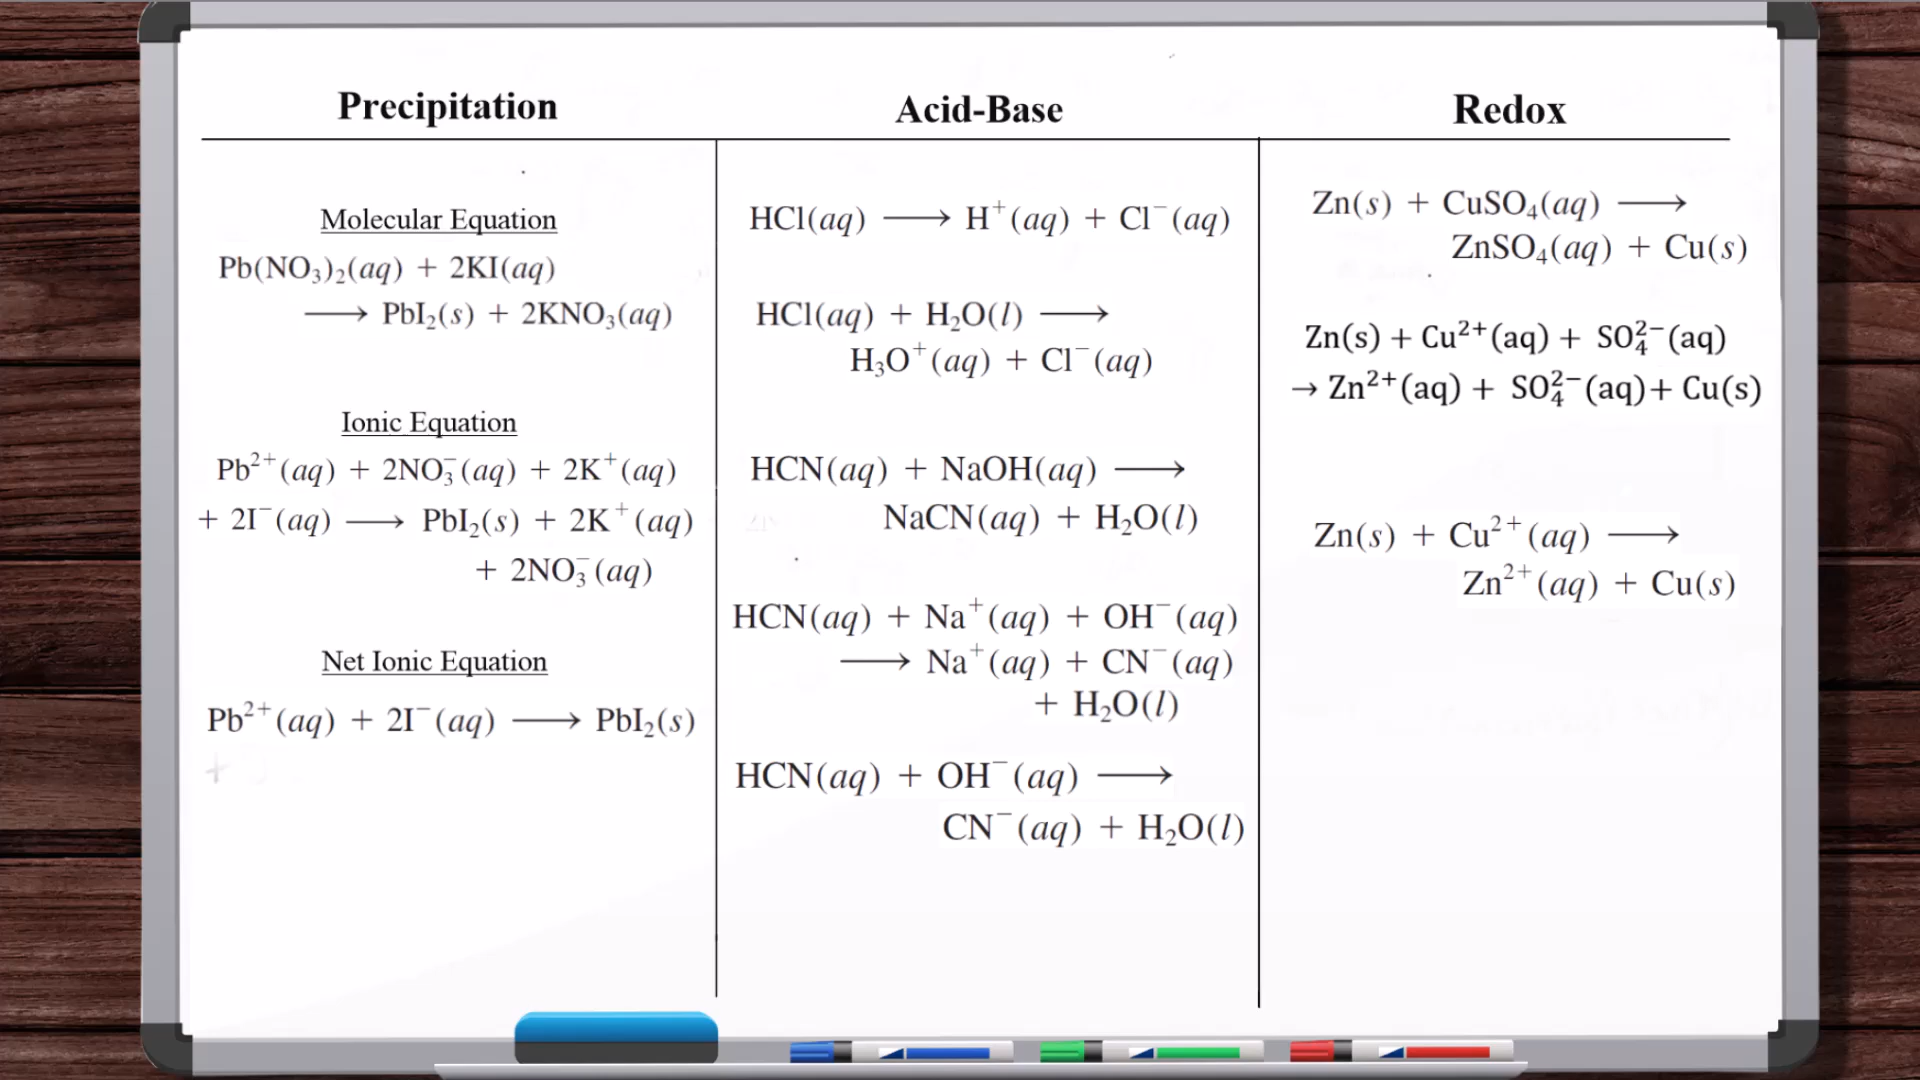 Precipitation
Molecular Equation
Pb(NO₃)₂(aq) + 2KI(aq)
⟶ PbI₂(s) + 2KNO₃(aq)
Ionic Equation
Pb²⁺(aq) + 2NO₃⁻(aq) + 2K⁺(aq)
+ 2I⁻(aq) ⟶ PbI₂(s) + 2K⁺(aq)
+ 2NO₃⁻(aq)
Net Ionic Equation
Pb²⁺(aq) + 2I⁻(aq) ⟶ PbI₂(s)
Acid-Base
HCl(aq) ⟶ H⁺(aq) + Cl⁻(aq)
HCl(aq) + H₂O(l) ⟶
H₃O⁺(aq) + Cl⁻(aq)
HCN(aq) + NaOH(aq) ⟶
NaCN(aq) + H₂O(l)
HCN(aq) + Na⁺(aq) + OH⁻(aq)
⟶ Na⁺(aq) + CN⁻(aq)
+ H₂O(l)
HCN(aq) + OH⁻(aq) ⟶
CN⁻(aq) + H₂O(l)
Redox
Zn(s) + CuSO₄(aq) ⟶
ZnSO₄(aq) + Cu(s)
Zn(s) + Cu²⁺(aq) + SO₄²⁻(aq)
→ Zn²⁺(aq) + SO₄²⁻(aq)+ Cu(s)
Zn(s) + Cu²⁺(aq) ⟶
Zn²⁺(aq) + Cu(s)